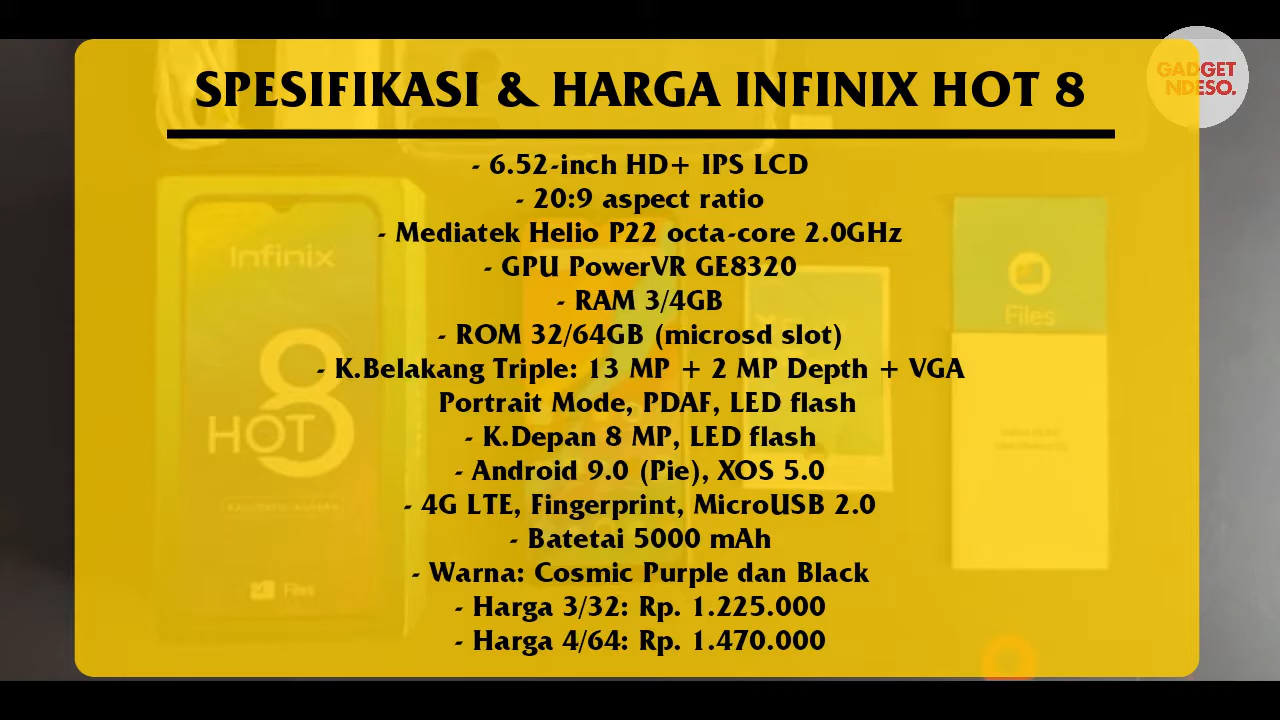 SPESIFIKASI & HARGA INFINIX HOT 8
GADGET
NDESO.
- 6.52-inch HD+ IPS LCD
- 20:9 aspect ratio
- Mediatek Helio P22 octa-core 2.0GHz
- GPU PowerVR GE8320
- RAM 3/4GB
- ROM 32/64GB (microsd slot)
- K.Belakang Triple: 13 MP + 2 MP Depth + VGA
Portrait Mode, PDAF, LED flash
- K.Depan 8 MP, LED flash
- Android 9.0 (Pie), XOS 5.0
- 4G LTE, Fingerprint, MicroUSB 2.0
- Batetai 5000 mAh
- Warna: Cosmic Purple dan Black
- Harga 3/32: Rp. 1.225.000
- Harga 4/64: Rp. 1.470.000
Infinix
HOT 8
Files
Files